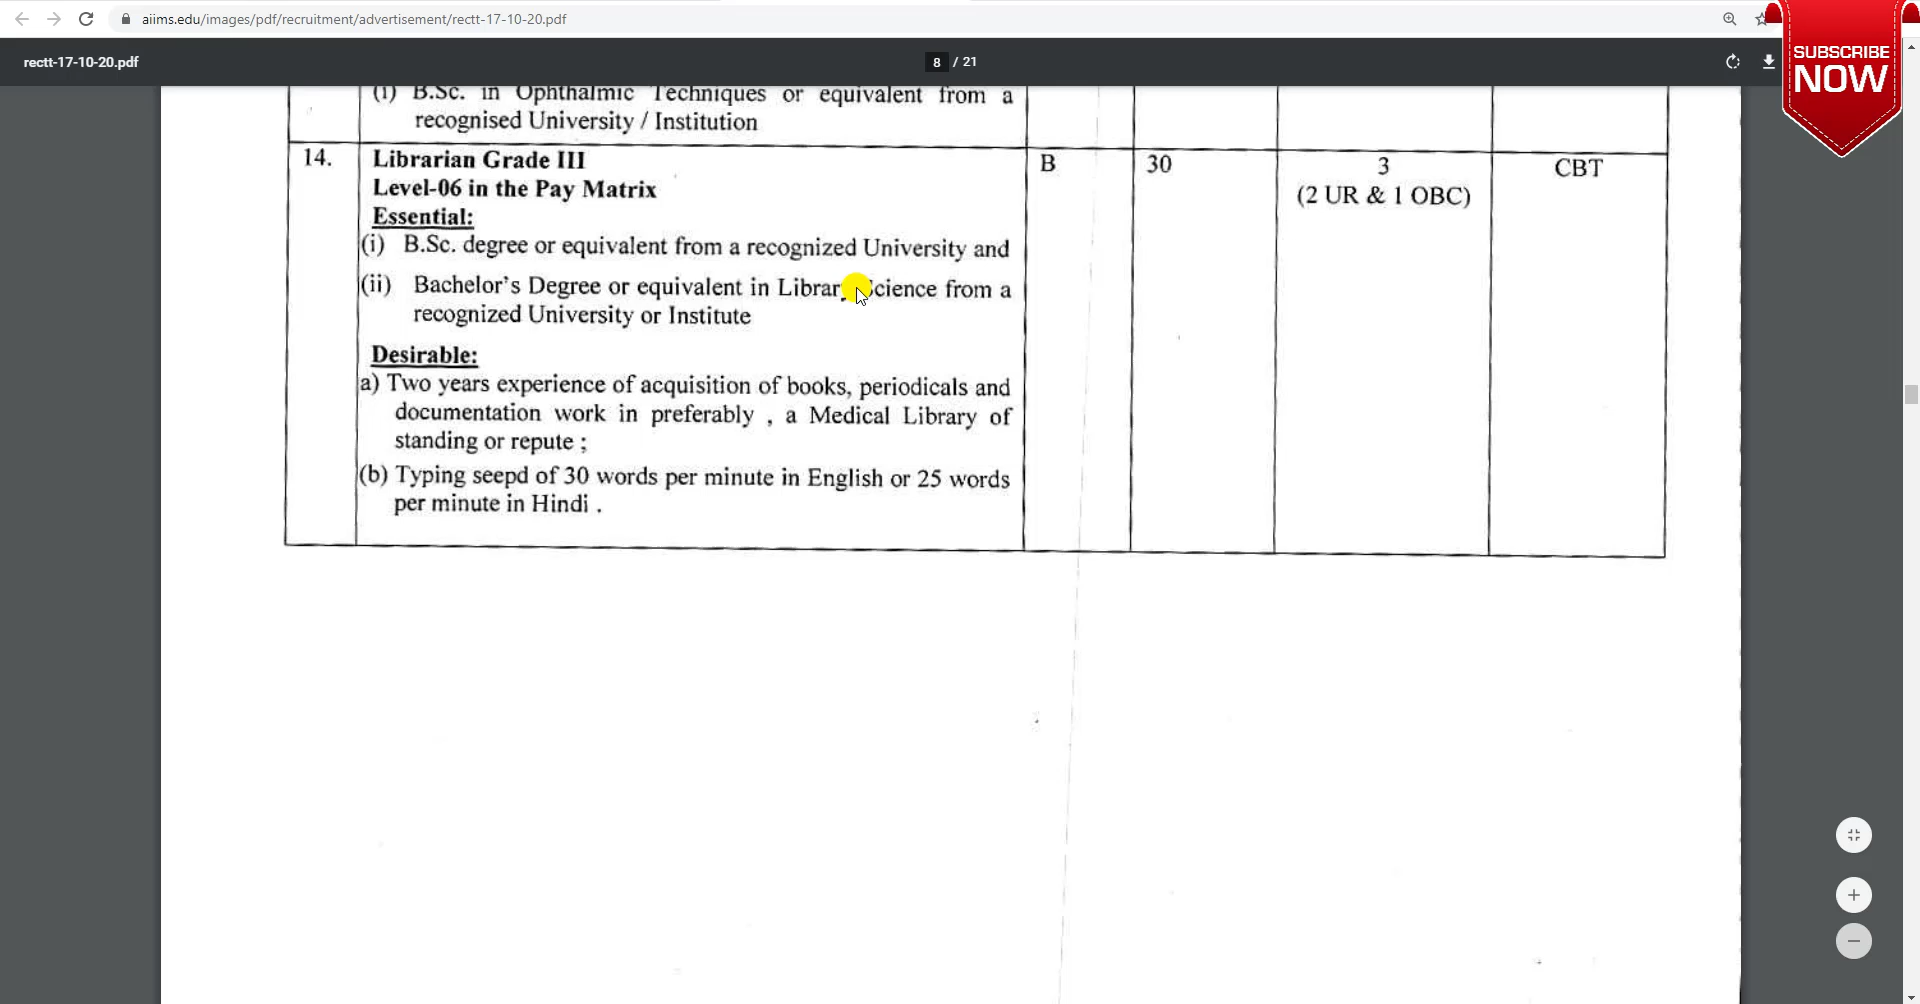 aiims.edu/images/pdf/recruitment/advertisement/rectt-17-10-20.pdf
SUBSCRIBE
NOW
rectt-17-10-20.pdf
8 / 21
(i) B.Sc. in Ophthalmic Techniques or equivalent from a
recognised University / Institution
14.
Librarian Grade III
Level-06 in the Pay Matrix
Essential:
(i) B.Sc. degree or equivalent from a recognized University and
(ii) Bachelor's Degree or equivalent in Library Science from a
recognized University or Institute
Desirable:
a) Two years experience of acquisition of books, periodicals and
documentation work in preferably , a Medical Library of
standing or repute ;
(b) Typing seepd of 30 words per minute in English or 25 words
per minute in Hindi .
B
30
3
(2 UR & 1 OBC)
CBT